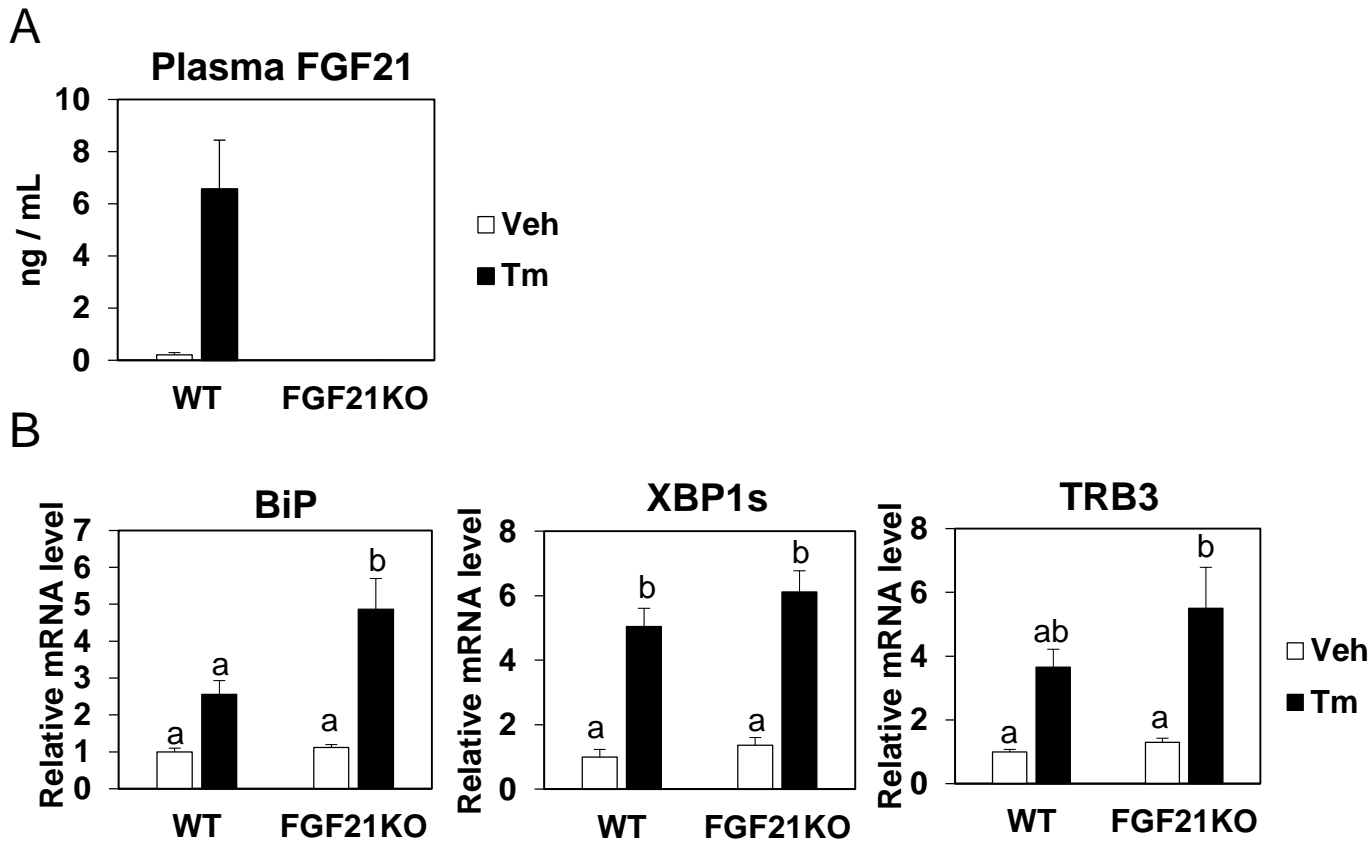 A
Plasma FGF21
10
8
6
4
2
0
ng / mL
WT
FGF21KO
Veh
Tm
B
BiP
Relative mRNA level
7
6
5
4
3
2
1
0
a
a
a
b
WT
FGF21KO
XBP1s
Relative mRNA level
8
6
4
2
0
a
b
a
b
WT
FGF21KO
TRB3
Relative mRNA level
8
6
4
2
0
a
ab
a
b
WT
FGF21KO
Veh
Tm